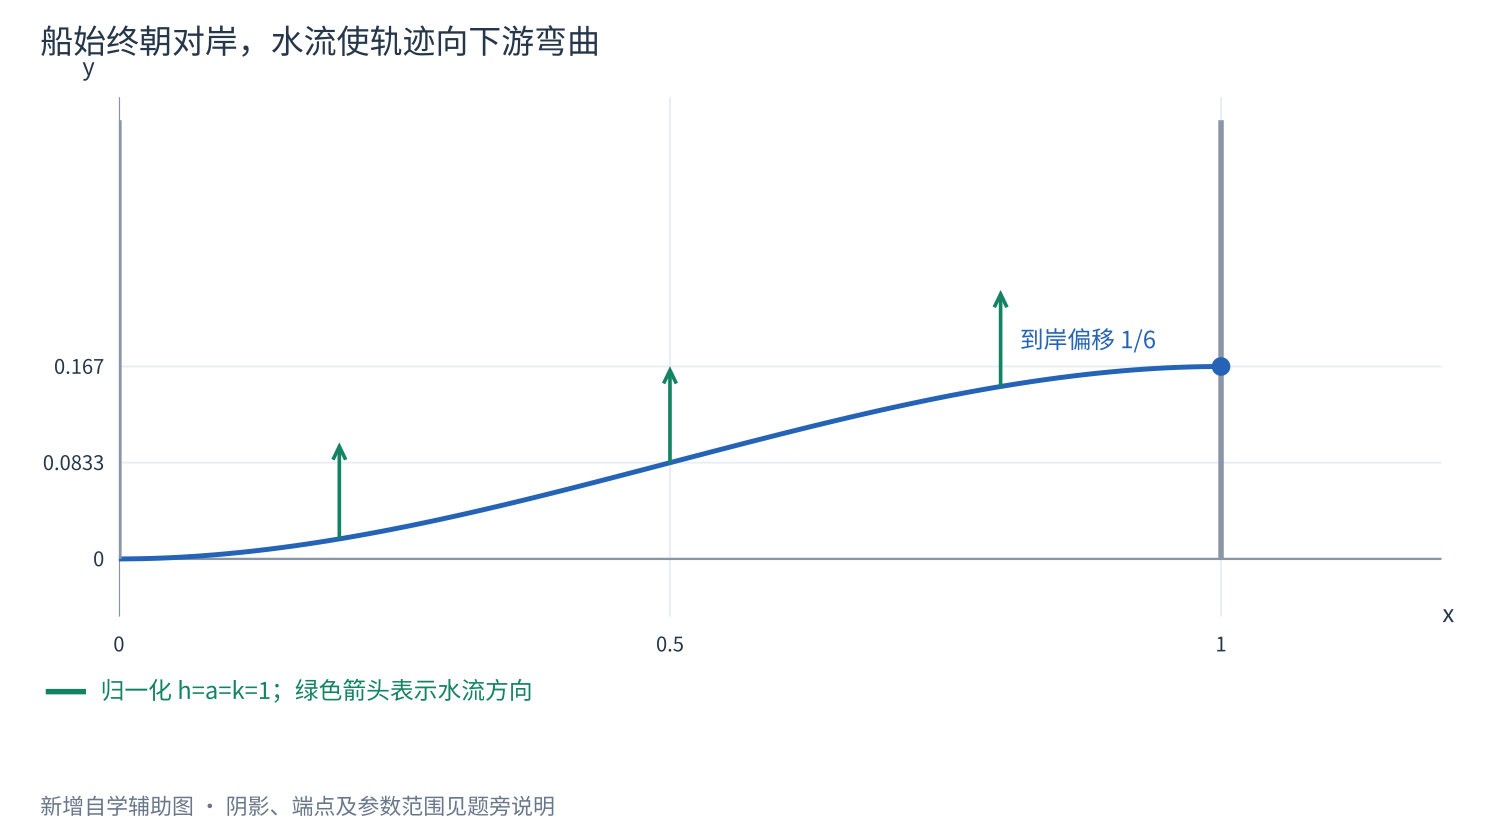 船始终朝对岸，水流使轨迹向下游弯曲
y
到岸偏移 1/6
0.167
0.0833
0
x
0
0.5
1
归一化 h=a=k=1；绿色箭头表示水流方向
新增自学辅助图 · 阴影、端点及参数范围见题旁说明